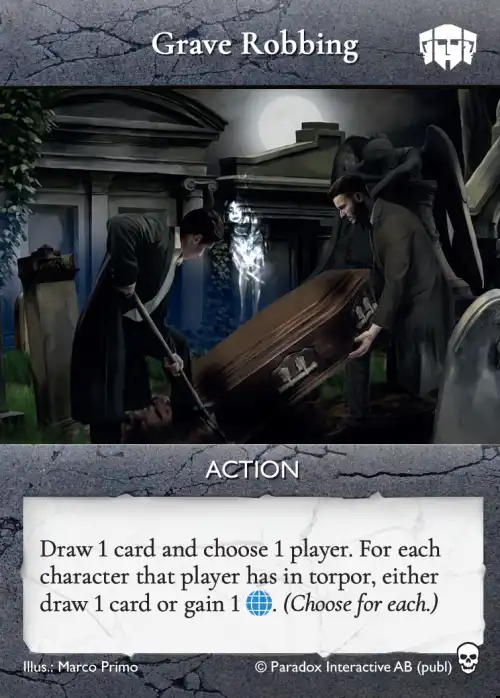 Grave Robbing
ACTION
Draw 1 card and choose 1 player. For each
character that player has in torpor, either
draw 1 card or gain 1 . (Choose for each.)
Illus.: Marco Primo © Paradox Interactive AB (publ)